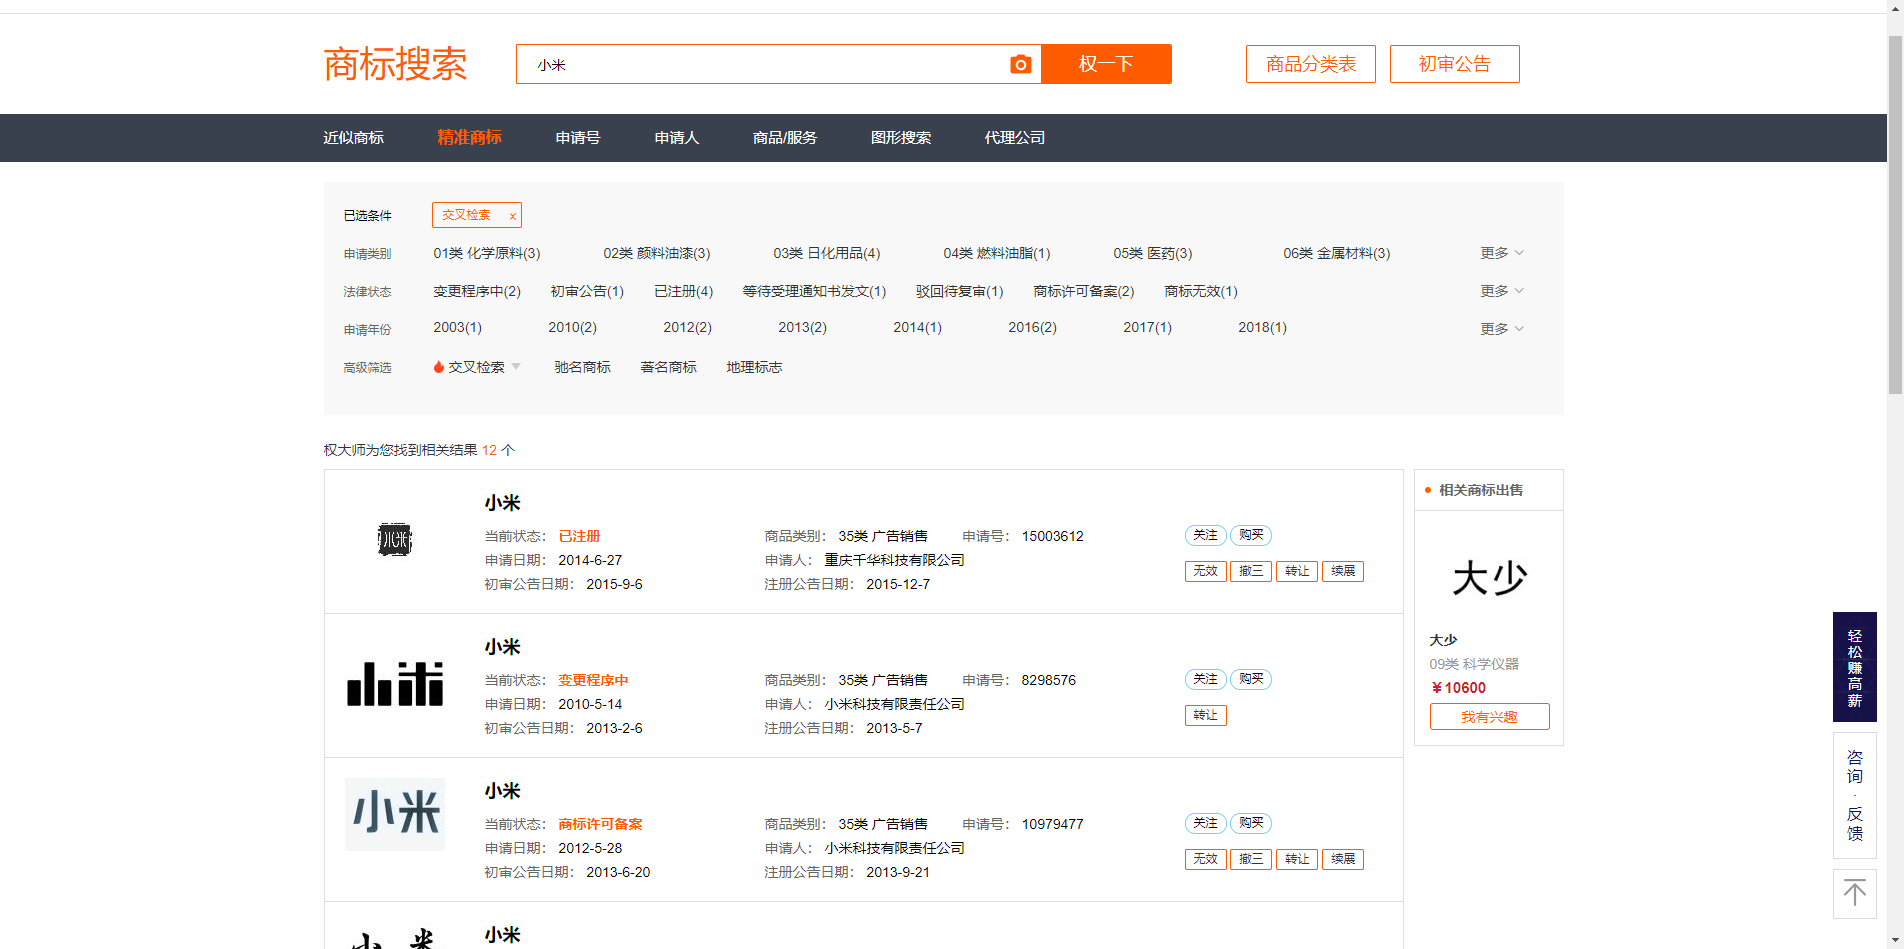 商标搜索
小米
权一下
商品分类表
初审公告
近似商标 精准商标 申请号 申请人 商品/服务 图形搜索 代理公司
已选条件 交叉检索 x
申请类别 01类 化学原料(3) 02类 颜料油漆(3) 03类 日化用品(4) 04类 燃料油脂(1) 05类 医药(3) 06类 金属材料(3) 更多
法律状态 变更程序中(2) 初审公告(1) 已注册(4) 等待受理通知书发文(1) 驳回待复审(1) 商标许可备案(2) 商标无效(1) 更多
申请年份 2003(1) 2010(2) 2012(2) 2013(2) 2014(1) 2016(2) 2017(1) 2018(1) 更多
高级筛选 交叉检索 驰名商标 著名商标 地理标志
权大师为您找到相关结果 12 个
小米
小米
当前状态： 已注册 商品类别： 35类 广告销售 申请号： 15003612 关注 购买
申请日期： 2014-6-27 申请人： 重庆千华科技有限公司 无效 撤三 转让 续展
初审公告日期： 2015-9-6 注册公告日期： 2015-12-7
小米
小米
当前状态： 变更程序中 商品类别： 35类 广告销售 申请号： 8298576 关注 购买
申请日期： 2010-5-14 申请人： 小米科技有限责任公司 转让
初审公告日期： 2013-2-6 注册公告日期： 2013-5-7
小米
小米
当前状态： 商标许可备案 商品类别： 35类 广告销售 申请号： 10979477 关注 购买
申请日期： 2012-5-28 申请人： 小米科技有限责任公司 无效 撤三 转让 续展
初审公告日期： 2013-6-20 注册公告日期： 2013-9-21
小米
小米
相关商标出售
大少
大少
09类 科学仪器
￥10600
我有兴趣
轻松赚高薪
咨询·反馈